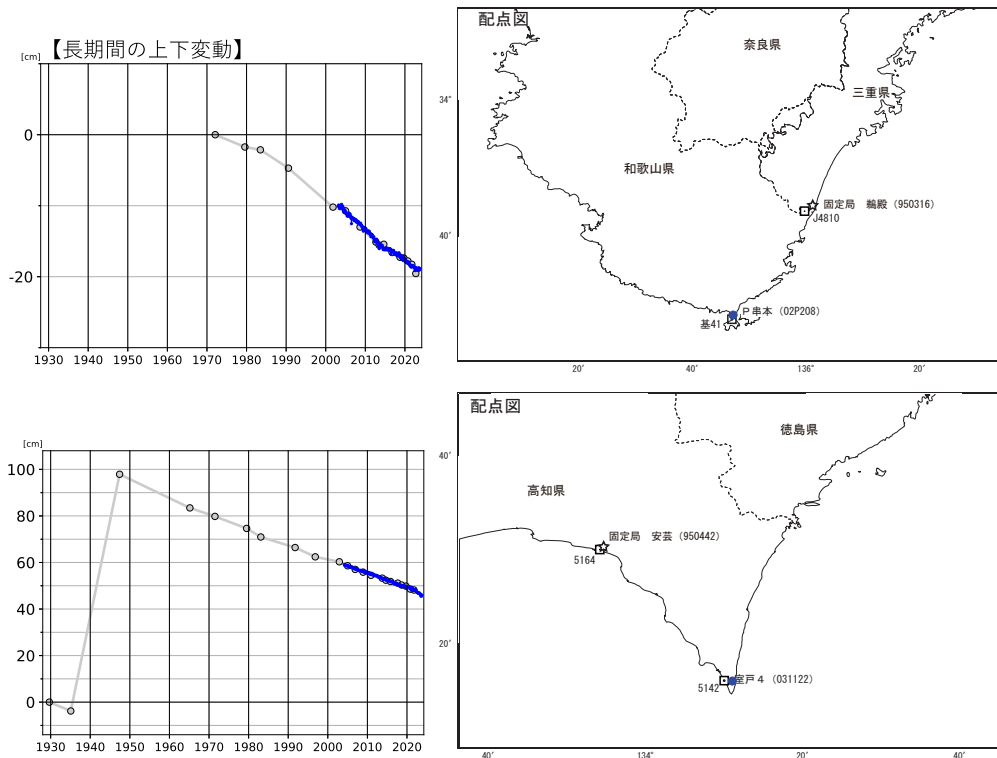 【長期間の上下変動】
[cm]
0
-20
1930 1940 1950 1960 1970 1980 1990 2000 2010 2020
配点図
奈良県
三重県
和歌山県
固定局 鵜殿（950316）
J4810
P串本（02P208）
基41
34°
40′
20′ 40′ 136° 20′
[cm]
100
80
60
40
20
0
1930 1940 1950 1960 1970 1980 1990 2000 2010 2020
配点図
徳島県
高知県
固定局 安芸（950442）
5164
室戸４（031122）
5142
40′
20′
40′ 134° 20′ 40′